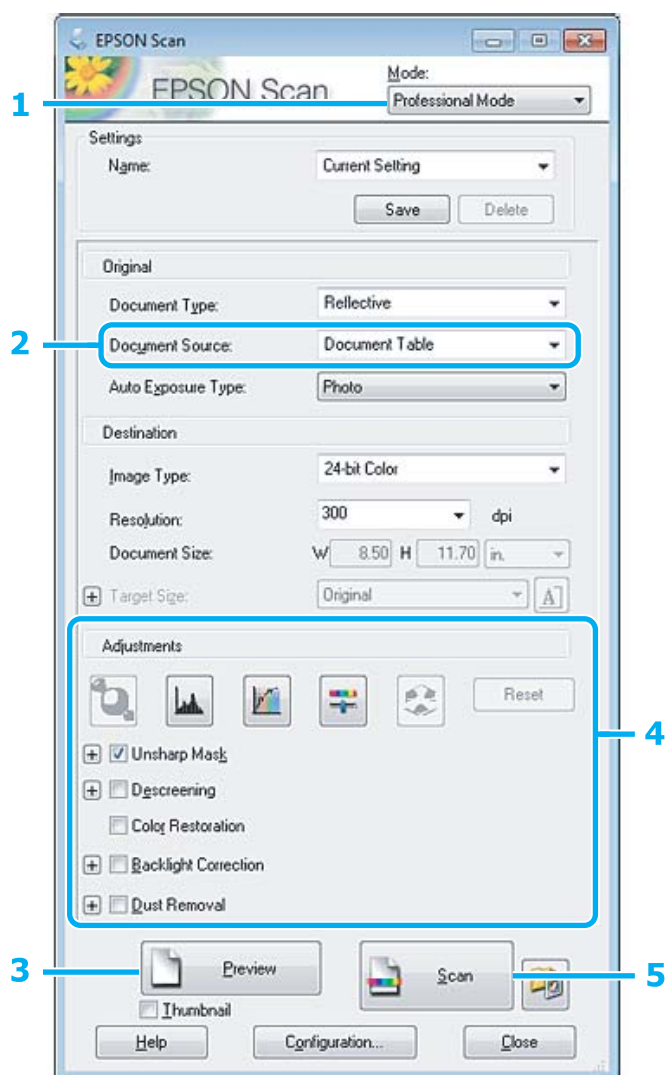 EPSON Scan
EPSON Scan
Mode:
1
Professional Mode
Settings
Name:
Current Setting
Save
Delete
Original
Document Type:
Reflective
2
Document Source:
Document Table
Auto Exposure Type:
Photo
Destination
Image Type:
24-bit Color
Resolution:
300
dpi
Document Size:
W 8.50 H 11.70 in.
Target Size:
Original
A
Adjustments
Reset
4
Unsharp Mask
Descreening
Color Restoration
Backlight Correction
Dust Removal
3
Preview
Scan
5
Thumbnail
Help
Configuration...
Close